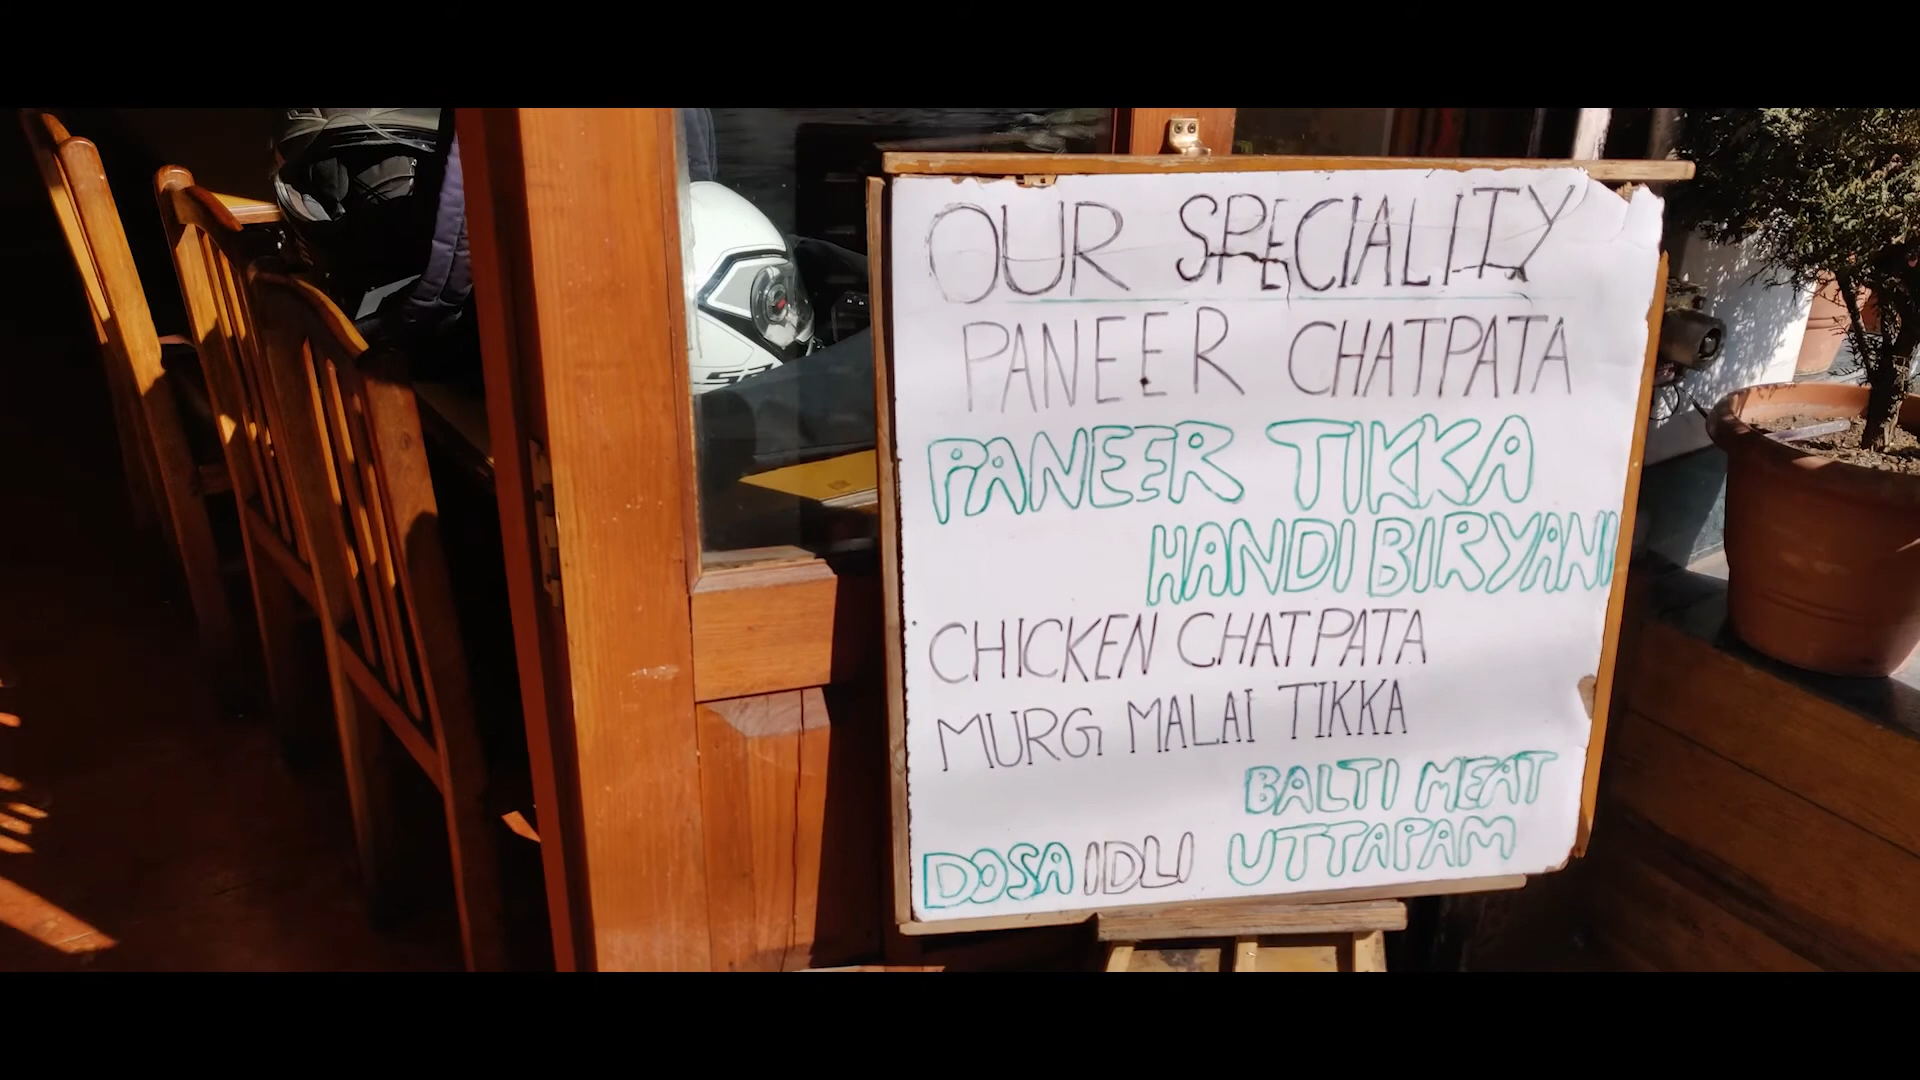 OUR SPECIALITY
PANEER CHATPATA
PANEER TIKKA
HANDI BIRYANI
CHICKEN CHATPATA
MURG MALAI TIKKA
BALTI MEAT
DOSA IDLI UTTAPAM